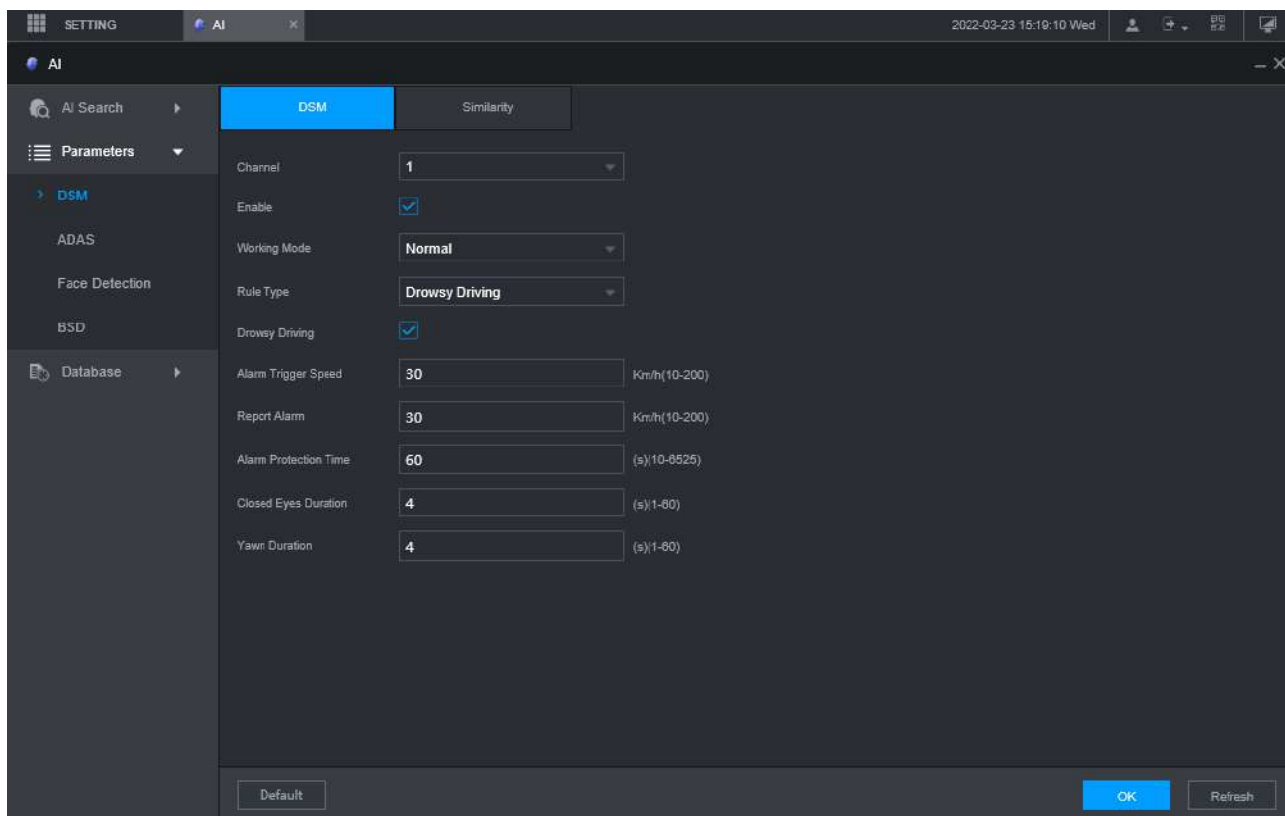 SETTING AI × 2022-03-23 15:19:10 Wed
AI
AI Search
Parameters
DSM
ADAS
Face Detection
BSD
Database
DSM Similarity
Channel 1
Enable
Working Mode Normal
Rule Type Drowsy Driving
Drowsy Driving
Alarm Trigger Speed 30 Km/h(10-200)
Report Alarm 30 Km/h(10-200)
Alarm Protection Time 60 (s)(10-6525)
Closed Eyes Duration 4 (s)(1-60)
Yawn Duration 4 (s)(1-60)
Default OK Refresh